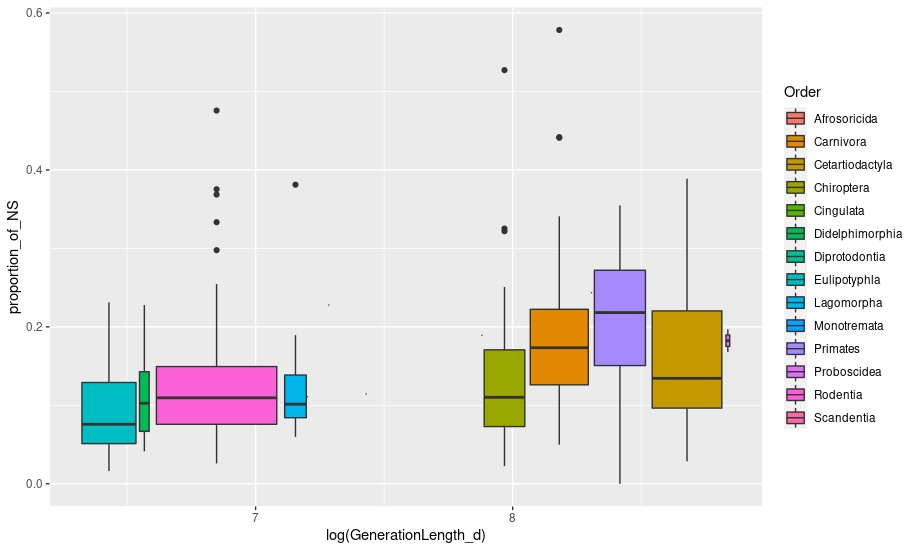 0.6
0.4
0.2
0.0
proportion_of_NS
7
8
log(GenerationLength_d)
Order
Afrosoricida
Carnivora
Cetartiodactyla
Chiroptera
Cingulata
Didelphimorphia
Diprotodontia
Eulipotyphla
Lagomorpha
Monotremata
Primates
Proboscidea
Rodentia
Scandentia